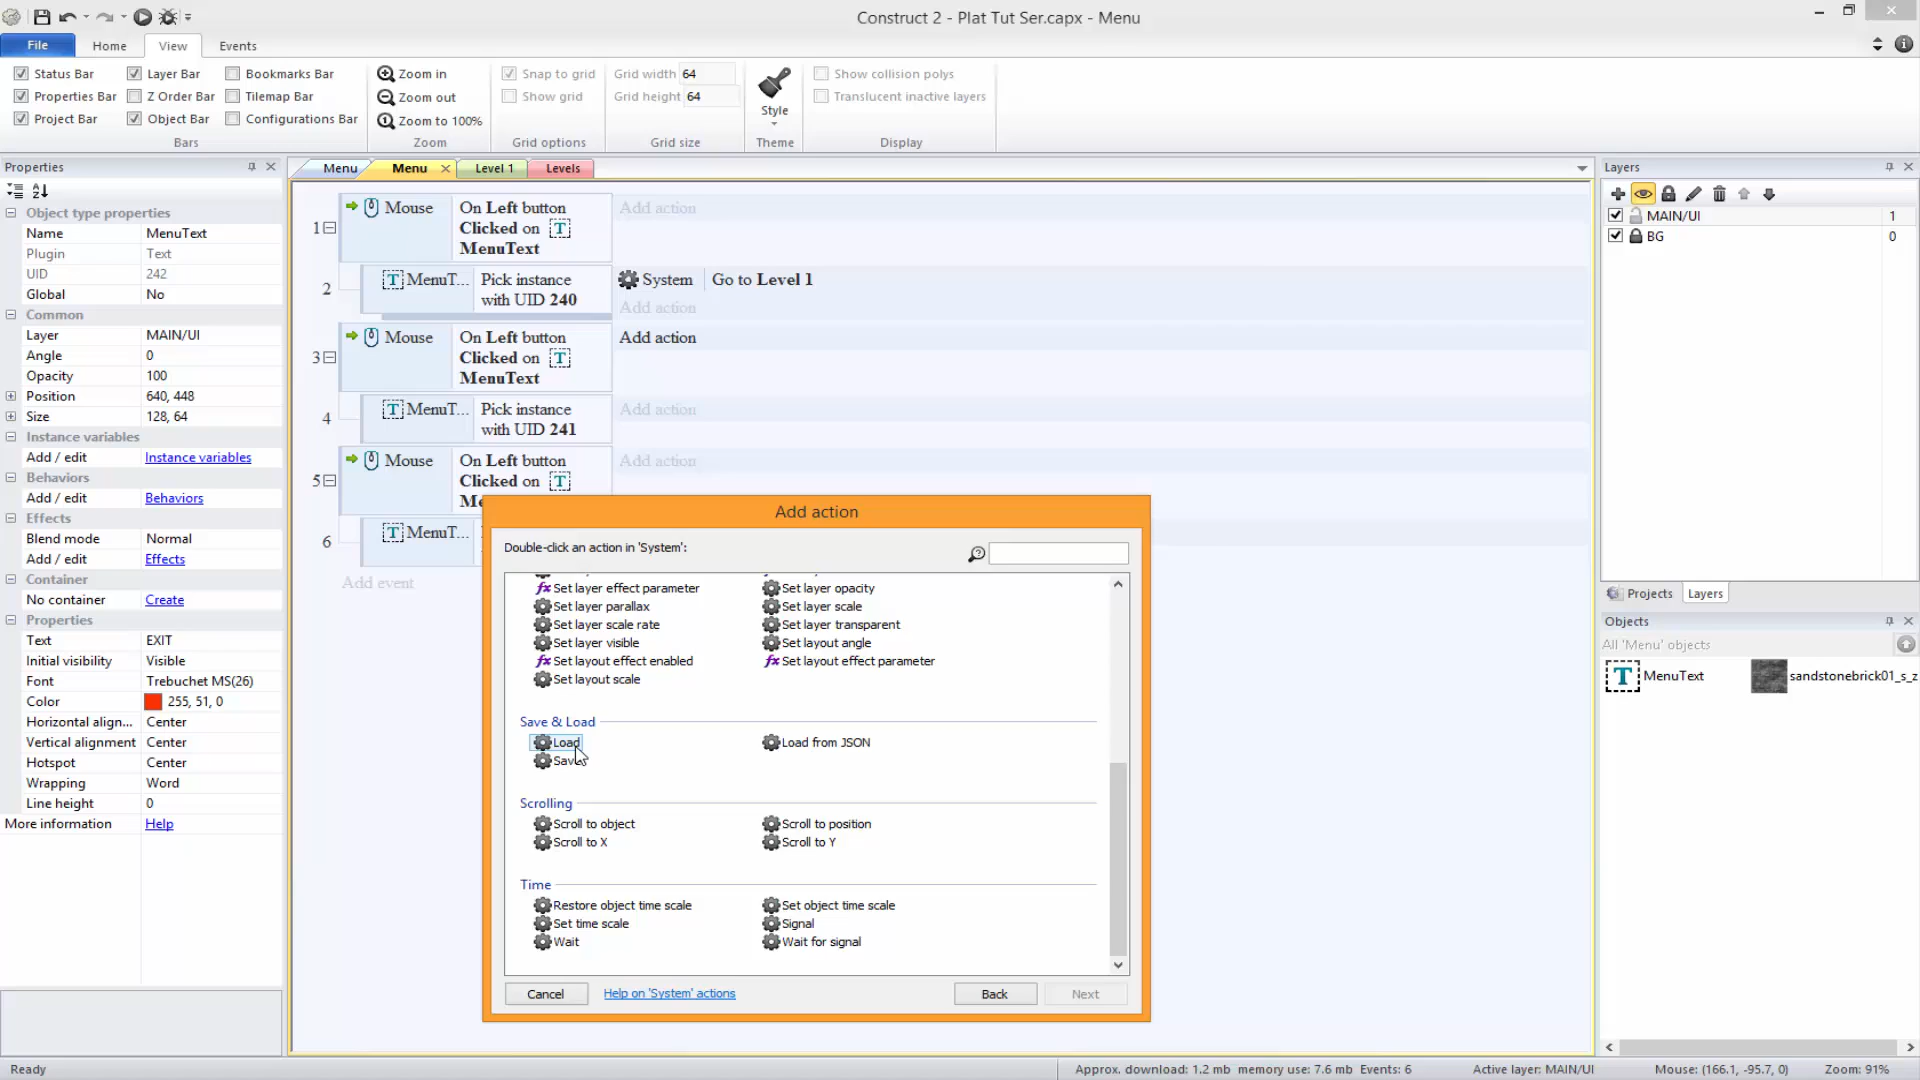 Construct 2 - Plat Tut Ser.capx - Menu
File Home View Events
Status Bar Layer Bar Bookmarks Bar Zoom in Snap to grid Grid width 64 Show collision polys
Properties Bar Z Order Bar Tilemap Bar Zoom out Show grid Grid height 64 Translucent inactive layers
Project Bar Object Bar Configurations Bar Zoom to 100% Style
Bars Zoom Grid options Grid size Theme Display
Properties
Menu Menu Level 1 Levels
Layers
Object type properties
Name MenuText
Plugin Text
UID 242
Global No
Common
Layer MAIN/UI
Angle 0
Opacity 100
Position 640, 448
Size 128, 64
Instance variables
Add / edit Instance variables
Behaviors
Add / edit Behaviors
Effects
Blend mode Normal
Add / edit Effects
Container
No container Create
Properties
Text EXIT
Initial visibility Visible
Font Trebuchet MS(26)
Color 255, 51, 0
Horizontal align... Center
Vertical alignment Center
Hotspot Center
Wrapping Word
Line height 0
More information Help
1 Mouse On Left button Clicked on T MenuText Add action
2 T MenuT... Pick instance with UID 240 System Go to Level 1
Add action
3 Mouse On Left button Clicked on T MenuText Add action
4 T MenuT... Pick instance with UID 241 Add action
5 Mouse On Left button Clicked on T Add action
6 T MenuT...
Add event
Add action
Double-click an action in 'System':
Set layer effect parameter Set layer opacity
Set layer parallax Set layer scale
Set layer scale rate Set layer transparent
Set layer visible Set layout angle
Set layout effect enabled Set layout effect parameter
Set layout scale
Save & Load
Load Load from JSON
Save
Scrolling
Scroll to object Scroll to position
Scroll to X Scroll to Y
Time
Restore object time scale Set object time scale
Set time scale Signal
Wait Wait for signal
Cancel Help on 'System' actions Back Next
MAIN/UI 1
BG 0
Projects Layers
Objects
All 'Menu' objects
T MenuText sandstonebrick01_s_z
Ready Approx. download: 1.2 mb memory use: 7.6 mb Events: 6 Active layer: MAIN/UI Mouse: (166.1, -95.7, 0) Zoom: 91%